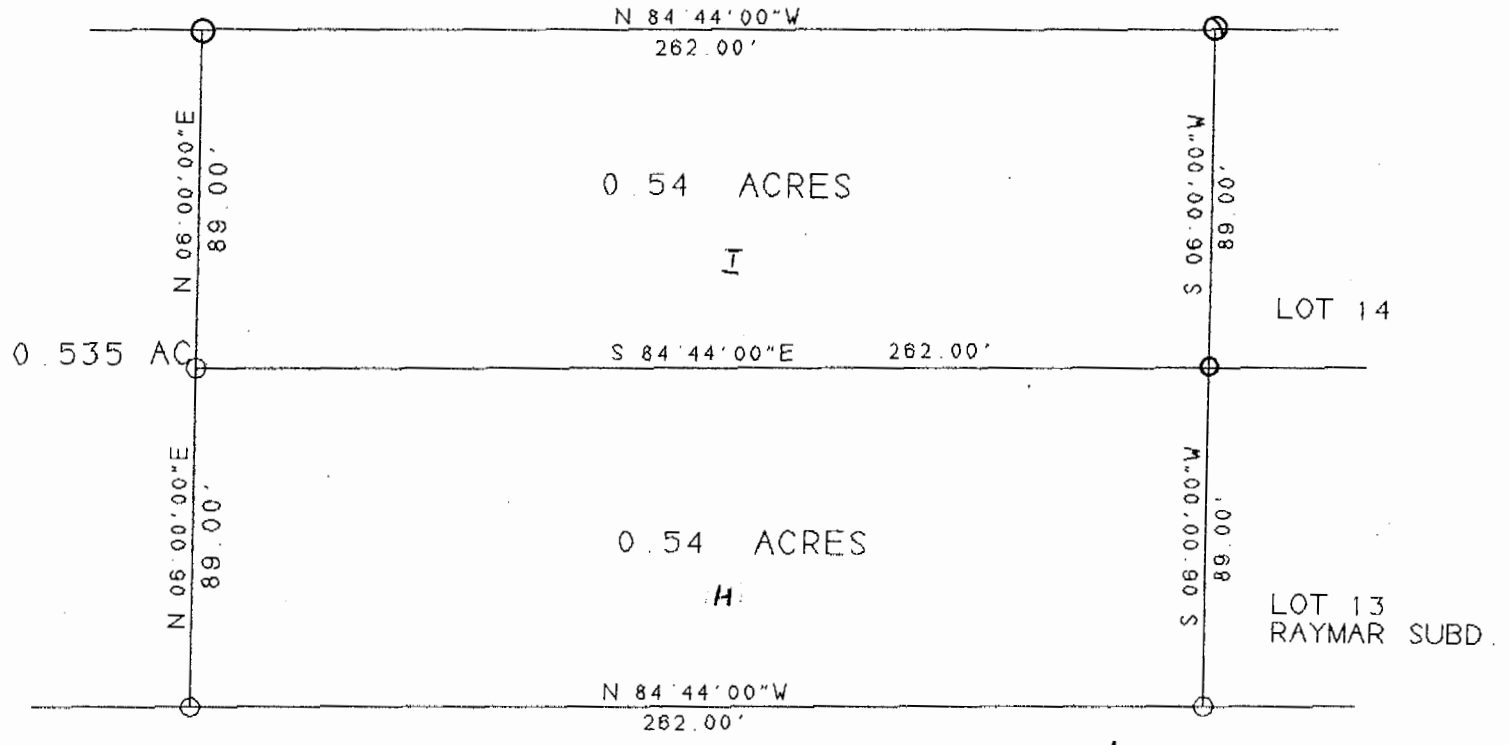 N 84°44'00"W
262.00'
N 06°00'00"E
89.00'
0.54 ACRES
I
S 06°00'00"W
89.00'
LOT 14
0.535 AC
S 84°44'00"E 262.00'
N 06°00'00"E
89.00'
0.54 ACRES
H
S 06°00'00"W
89.00'
LOT 13
RAYMAR SUBD.
N 84°44'00"W
262.00'